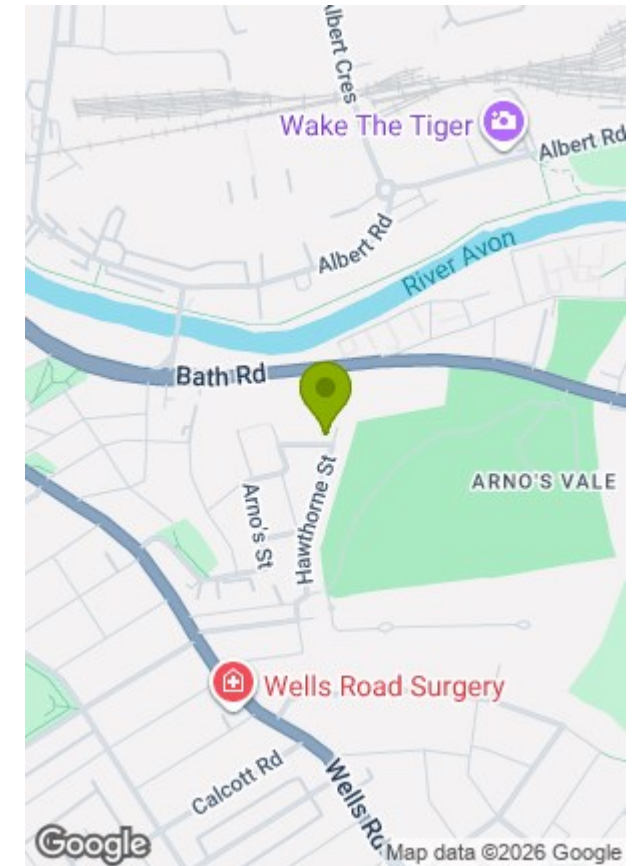 Albert Cres
Wake The Tiger
Albert Rd
Albert Rd
River Avon
Bath Rd
ARNO'S VALE
Arno's St
Hawthorne St
Wells Road Surgery
Calcott Rd
Wells Rd
Google
Map data ©2026 Google